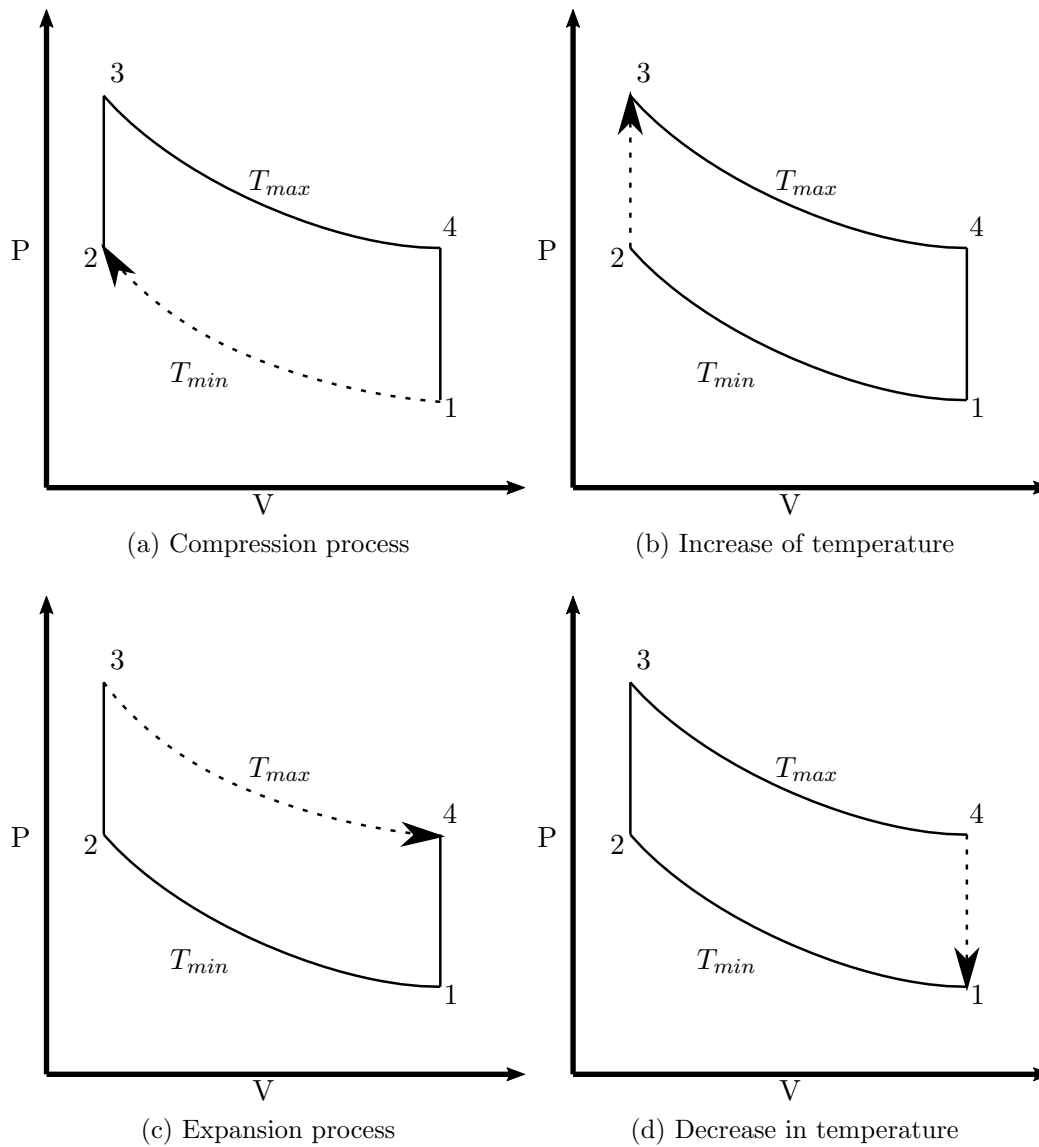 3
T_max
4
P
2
T_min
1
V
(a) Compression process
3
T_max
4
P
2
T_min
1
V
(b) Increase of temperature
3
T_max
4
P
2
T_min
1
V
(c) Expansion process
3
T_max
4
P
2
T_min
1
V
(d) Decrease in temperature